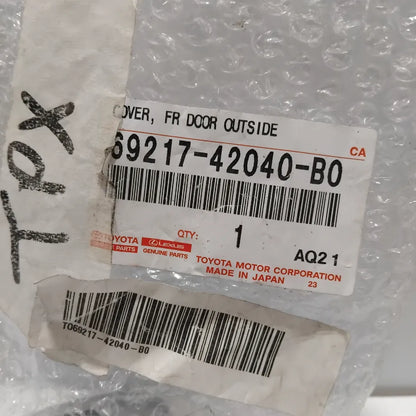 COVER, FR DOOR OUTSIDE
CA
69217-42040-B0
QTY:
1
AQ21
TOYOTA
GENUINE PARTS
LEXUS
GENUINE PARTS
TOYOTA MOTOR CORPORATION
MADE IN JAPAN
23
TO69217-42040-B0
TPX